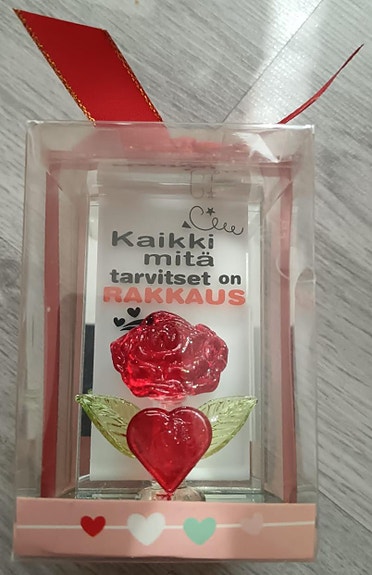 Kaikki
mitä
tarvitset on
RAKKAUS